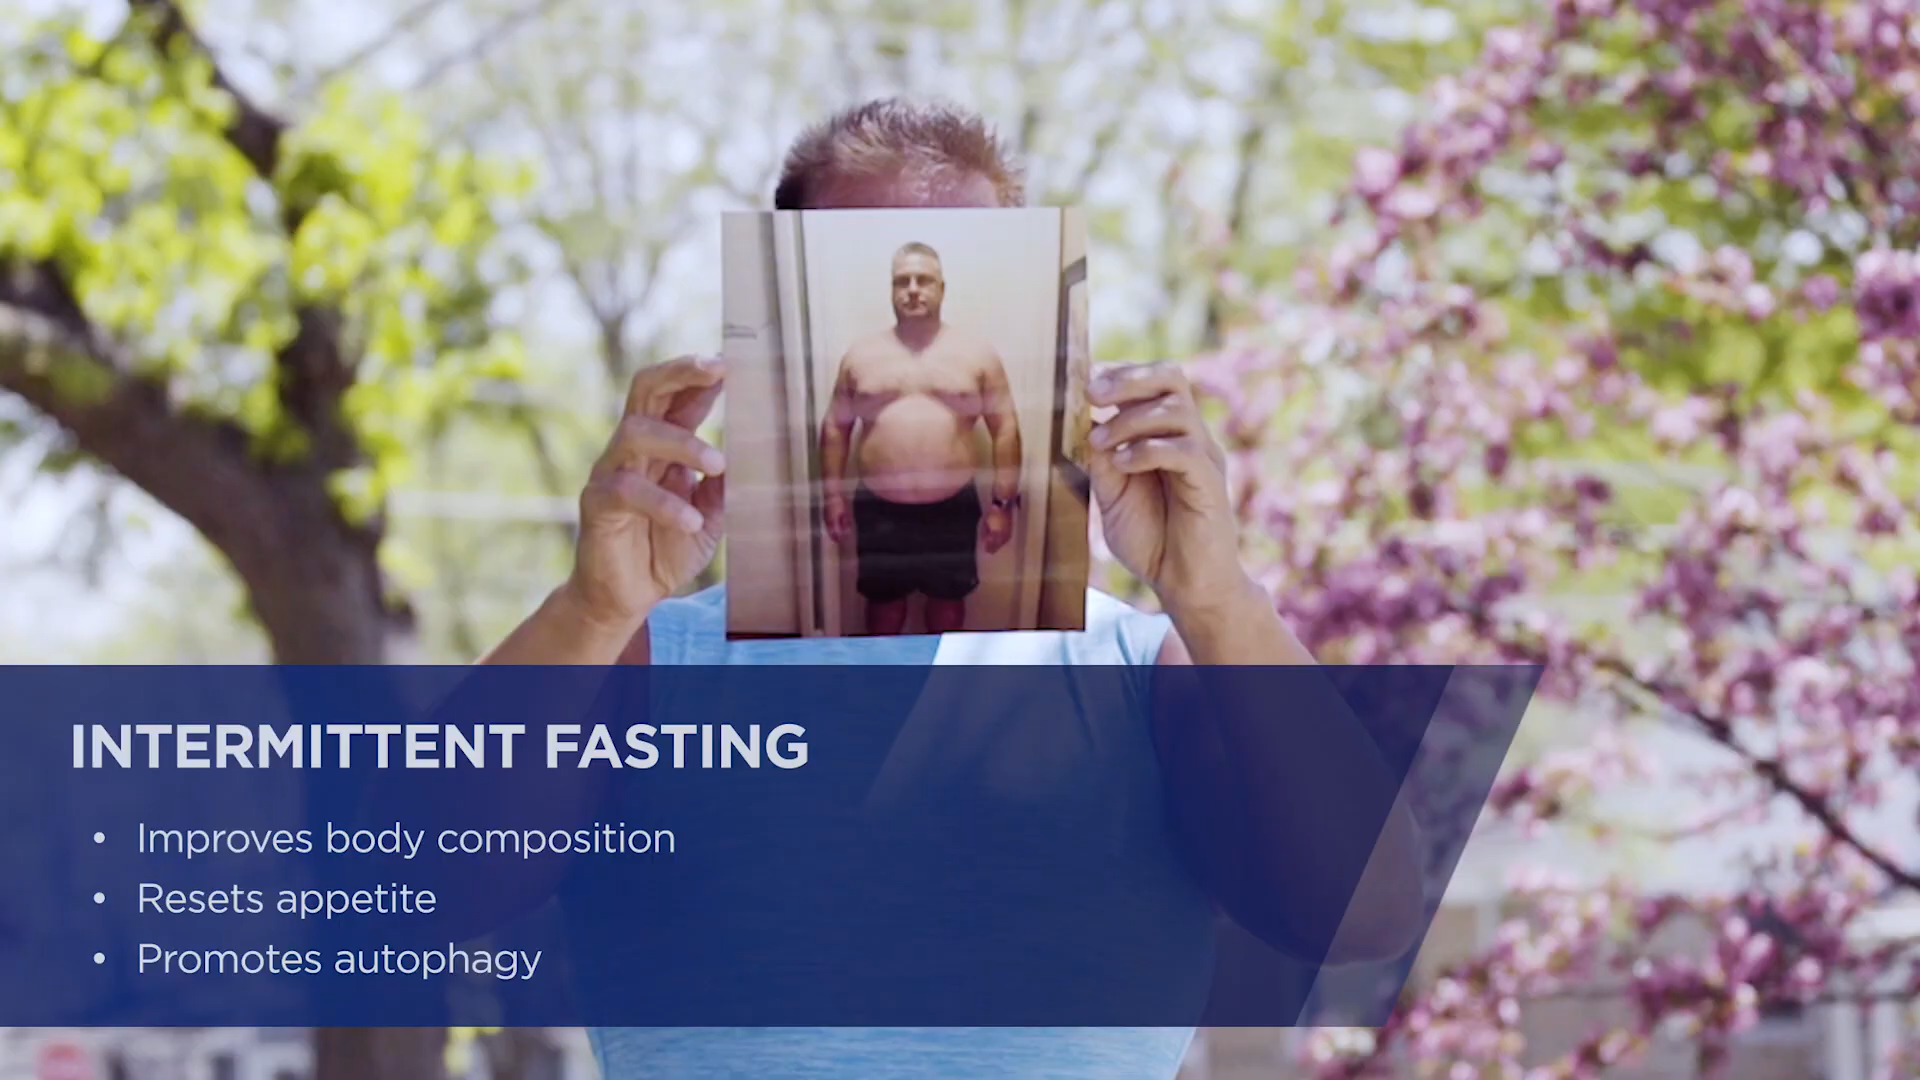 INTERMITTENT FASTING
• Improves body composition
• Resets appetite
• Promotes autophagy